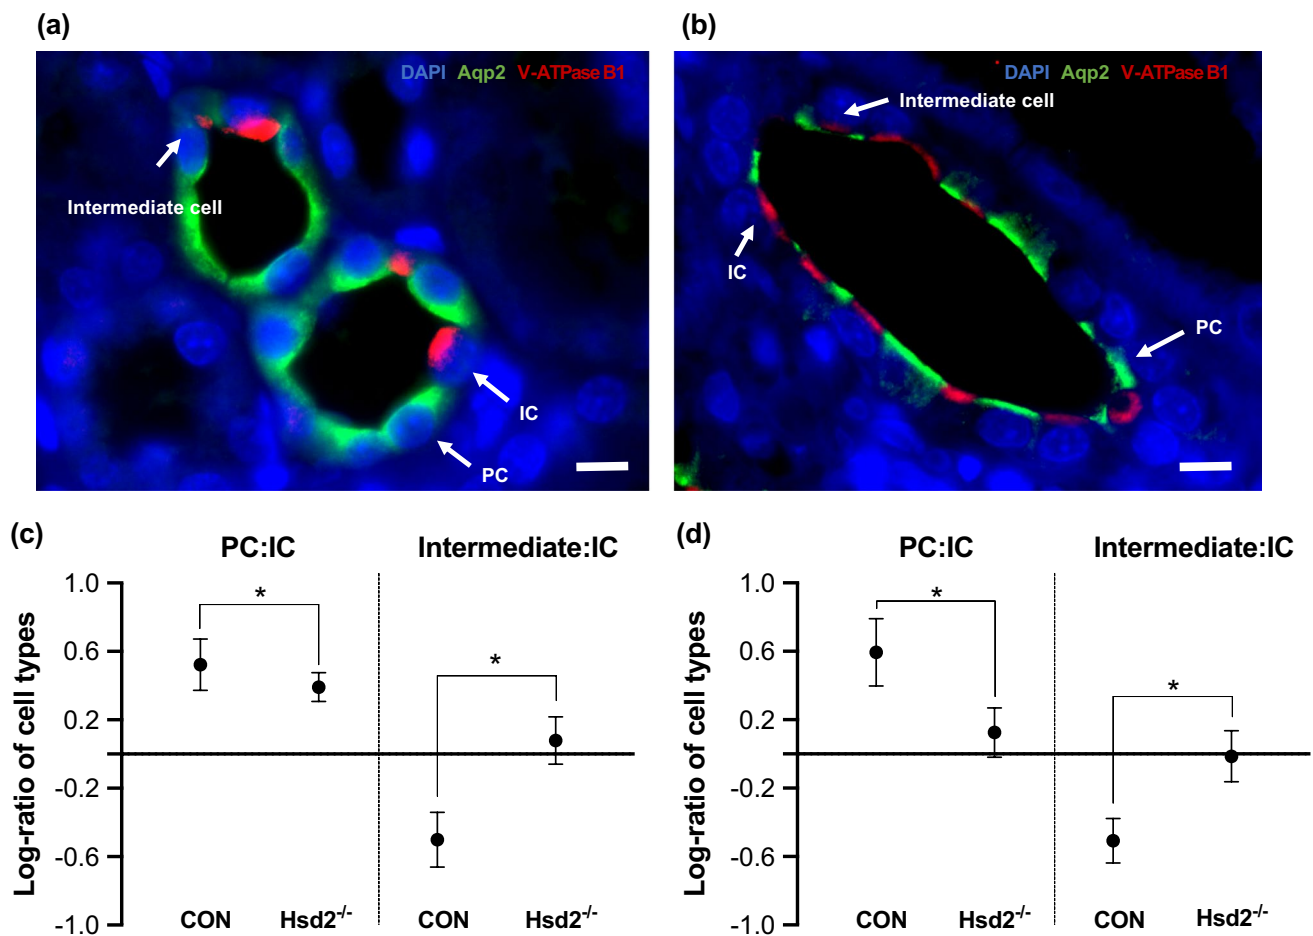 (a)
DAPI Aqp2 V-ATPase B1
Intermediate cell
IC
PC
(b)
DAPI Aqp2 V-ATPase B1
Intermediate cell
IC
PC
(c)
PC:IC
Intermediate:IC
Log-ratio of cell types
1.0
0.6
0.2
-0.2
-0.6
-1.0
*
*
CON
Hsd2-/-
CON
Hsd2-/-
(d)
PC:IC
Intermediate:IC
Log-ratio of cell types
1.0
0.6
0.2
-0.2
-0.6
-1.0
*
*
CON
Hsd2-/-
CON
Hsd2-/-